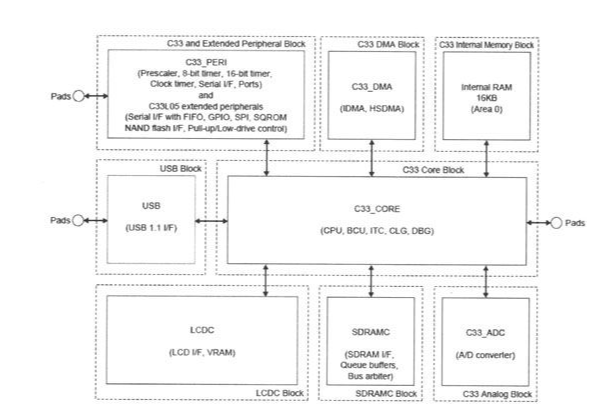 C33 and Extended Peripheral Block
C33_PERI
(Prescaler, 8-bit timer, 16-bit timer,
Clock timer, Serial I/F, Ports)
and
C33L05 extended peripherals
(Serial I/F with FIFO, GPIO, SPI, SQROM
NAND flash I/F, Pull-up/Low-drive control)
Pads
C33 DMA Block
C33_DMA
(IDMA, HSDMA)
C33 Internal Memory Block
Internal RAM
16KB
(Area 0)
USB Block
USB
(USB 1.1 I/F)
Pads
C33 Core Block
C33_CORE
(CPU, BCU, ITC, CLG, DBG)
Pads
LCDC
(LCD I/F, VRAM)
LCDC Block
SDRAMC
(SDRAM I/F,
Queue buffers,
Bus arbiter)
SDRAMC Block
C33_ADC
(A/D converter)
C33 Analog Block